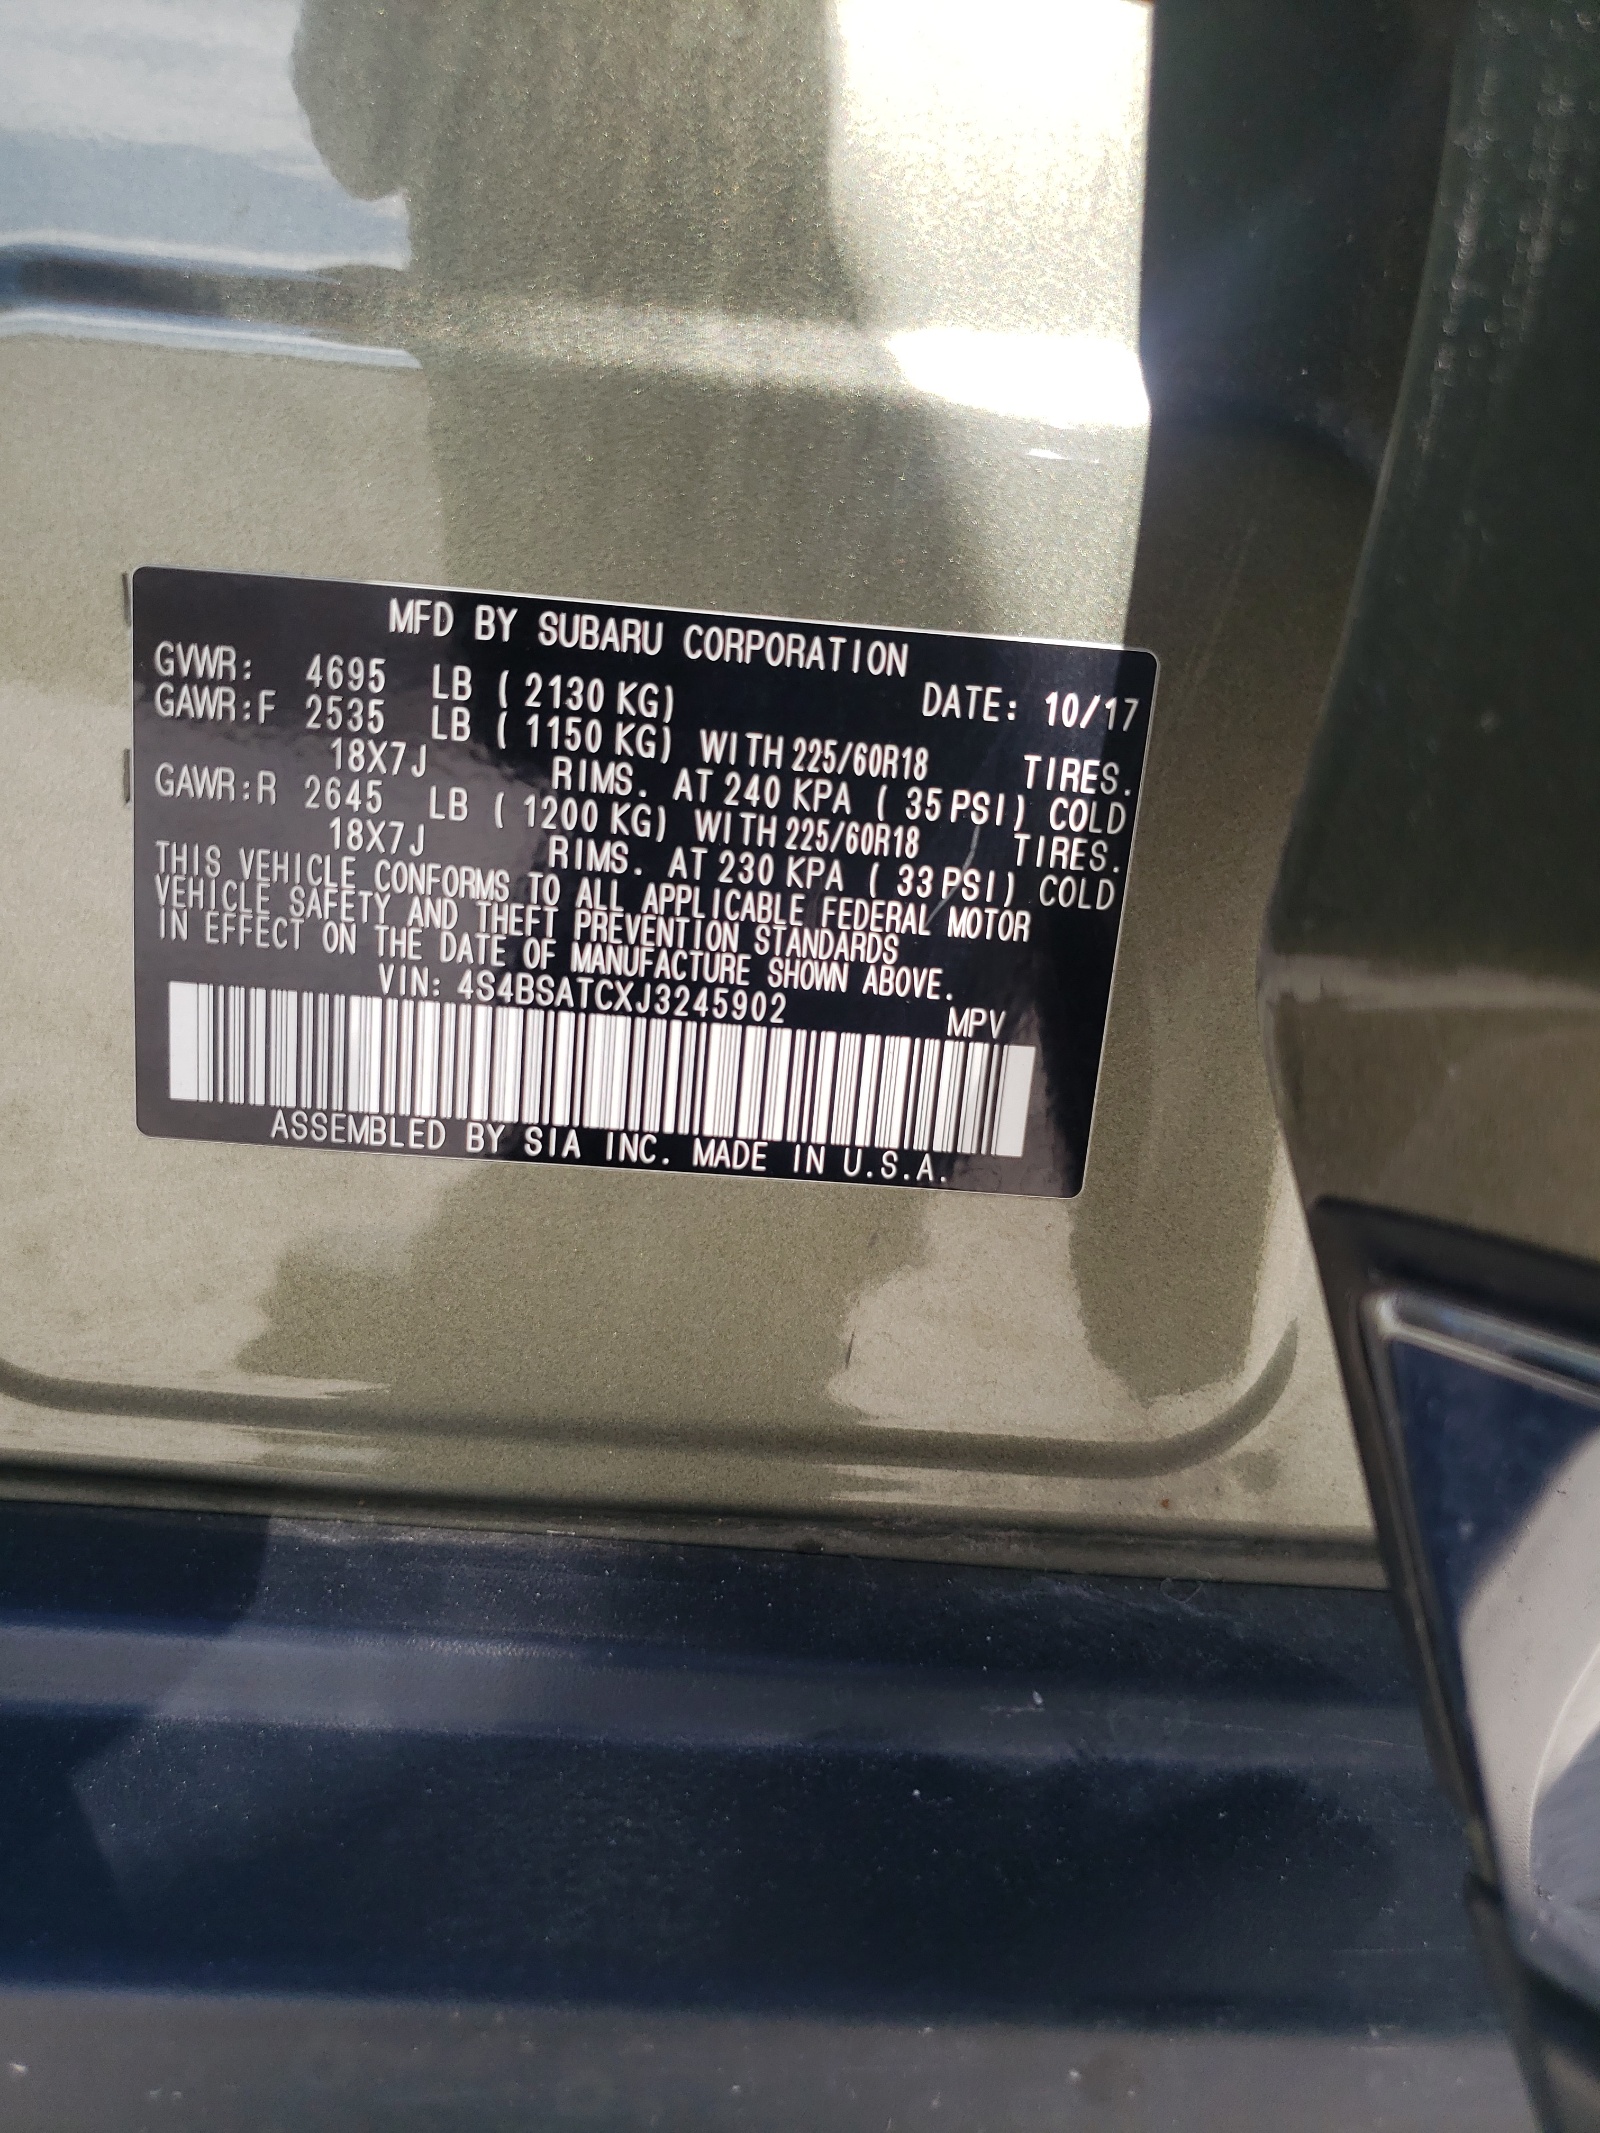 MFD BY SUBARU CORPORATION
GVWR: 4695 LB ( 2130 KG) DATE: 10/17
GAWR:F 2535 LB ( 1150 KG) WITH 225/60R18 TIRES.
18X7J RIMS. AT 240 KPA ( 35 PSI) COLD
GAWR:R 2645 LB ( 1200 KG) WITH 225/60R18 TIRES.
18X7J RIMS. AT 230 KPA ( 33 PSI) COLD
THIS VEHICLE CONFORMS TO ALL APPLICABLE FEDERAL MOTOR
VEHICLE SAFETY AND THEFT PREVENTION STANDARDS
IN EFFECT ON THE DATE OF MANUFACTURE SHOWN ABOVE.
VIN: 4S4BSATCXJ3245902 MPV
ASSEMBLED BY SIA INC. MADE IN U.S.A.